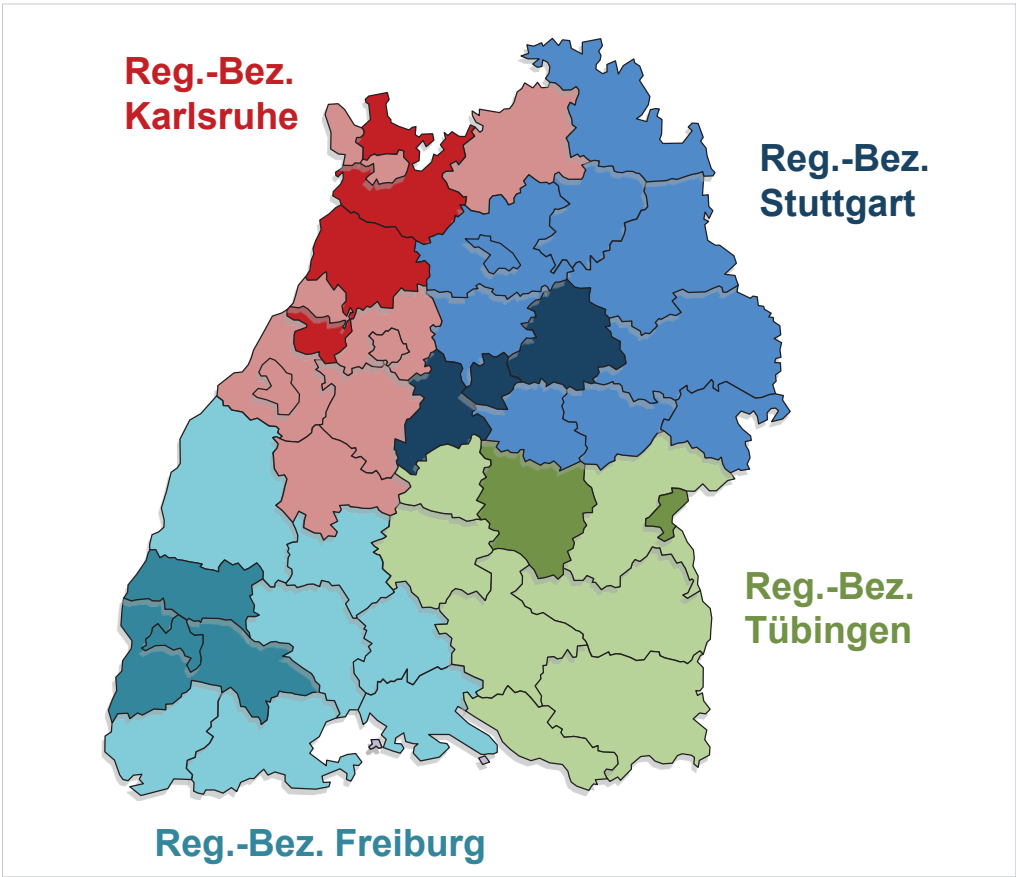 Reg.-Bez.
Karlsruhe
Reg.-Bez.
Stuttgart
Reg.-Bez.
Tübingen
Reg.-Bez. Freiburg